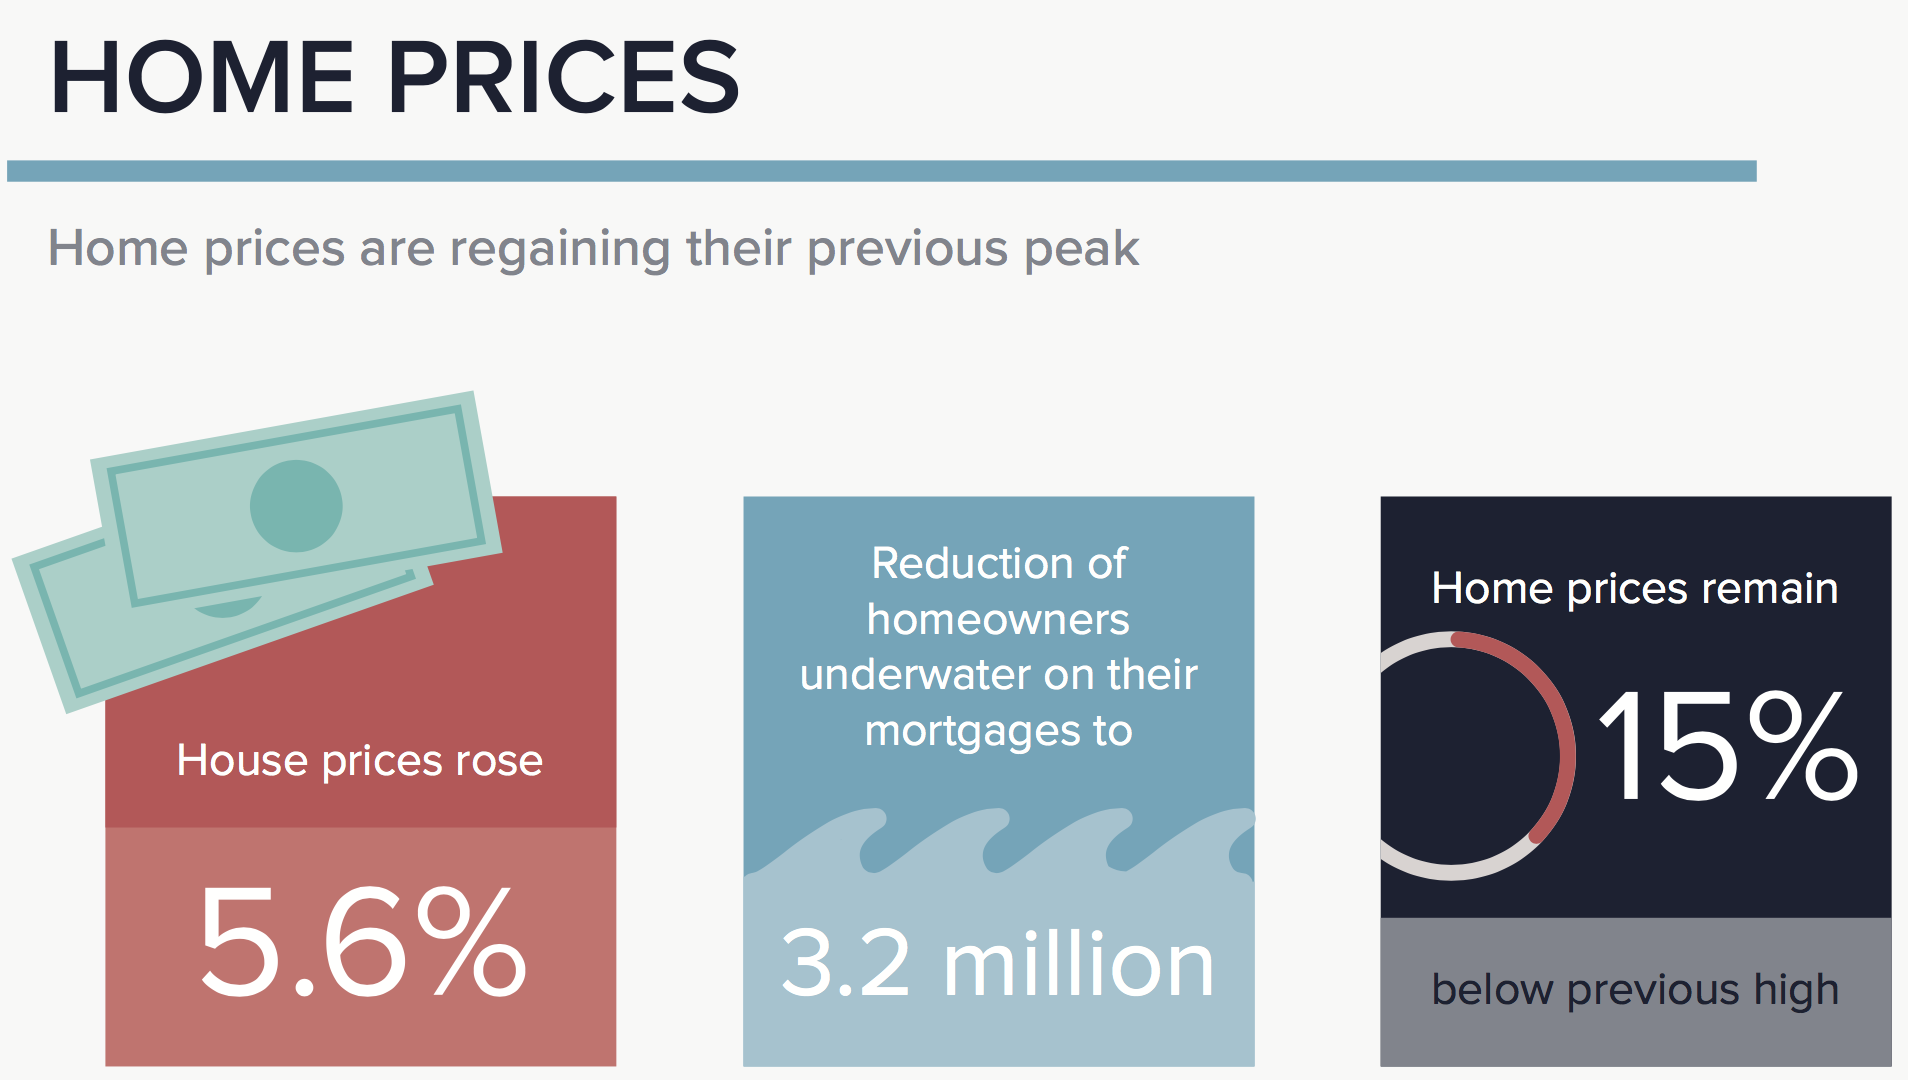 HOME PRICES
Home prices are regaining their previous peak
House prices rose
5.6%
Reduction of
homeowners
underwater on their
mortgages to
3.2 million
Home prices remain
15%
below previous high